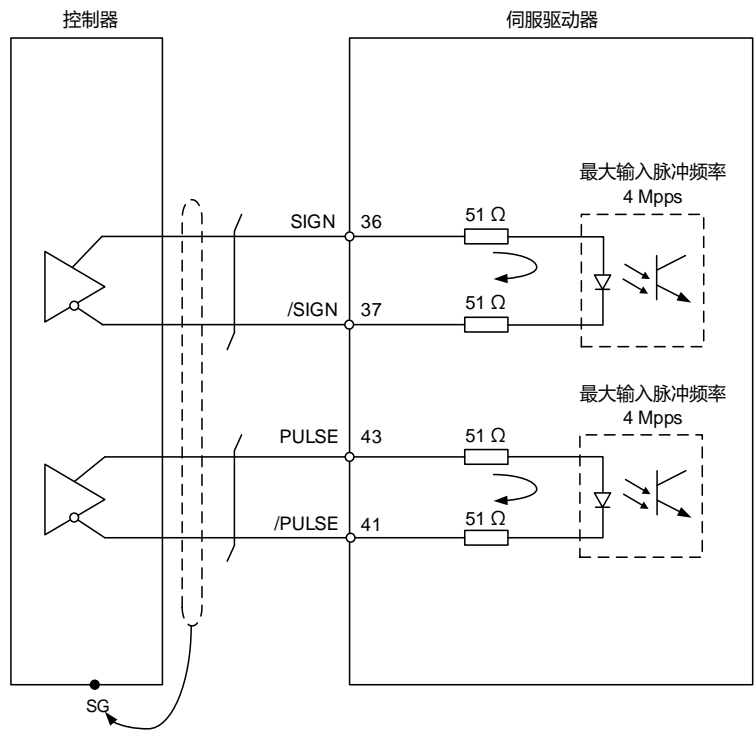 控制器
伺服驱动器
最大输入脉冲频率
4 Mpps
SIGN 36
51 Ω
/SIGN 37
51 Ω
最大输入脉冲频率
4 Mpps
PULSE 43
51 Ω
/PULSE 41
51 Ω
SG